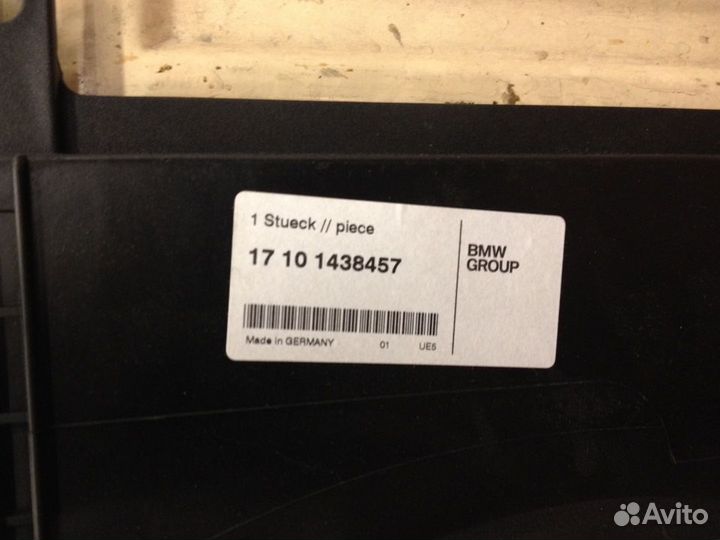 1 Stueck // piece
17 10 1438457
BMW
GROUP
Made in GERMANY 01 UE5
Avito